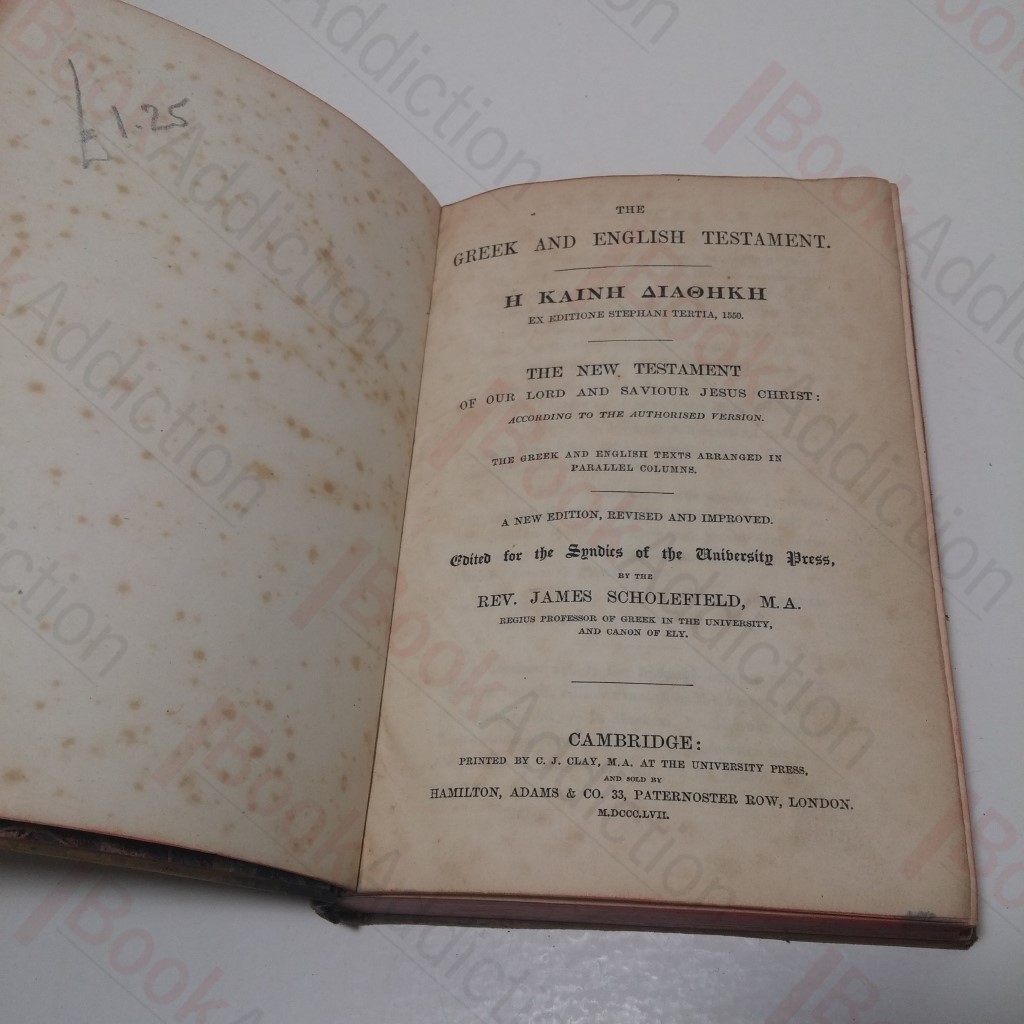 £1.25
THE
GREEK AND ENGLISH TESTAMENT.
Η ΚΑΙΝΗ ΔΙΑΘΗΚΗ
EX EDITIONE STEPHANI TERTIA, 1550.
THE NEW TESTAMENT
OF OUR LORD AND SAVIOUR JESUS CHRIST:
ACCORDING TO THE AUTHORISED VERSION.
THE GREEK AND ENGLISH TEXTS ARRANGED IN
PARALLEL COLUMNS.
A NEW EDITION, REVISED AND IMPROVED.
Edited for the Syndics of the University Press,
BY THE
REV. JAMES SCHOLEFIELD, M.A.
REGIUS PROFESSOR OF GREEK IN THE UNIVERSITY,
AND CANON OF ELY.
CAMBRIDGE:
PRINTED BY C. J. CLAY, M.A. AT THE UNIVERSITY PRESS,
AND SOLD BY
HAMILTON, ADAMS & CO. 33, PATERNOSTER ROW, LONDON.
M.DCCC.LVII.
BookAddiction